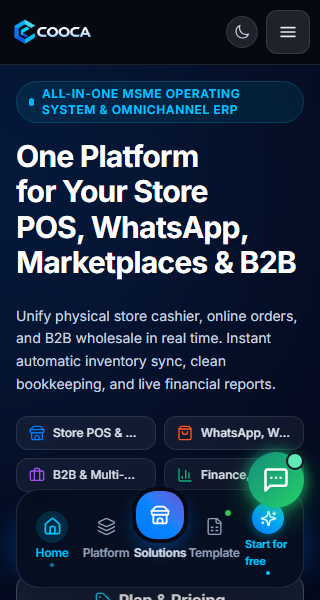 COOCA
ALL-IN-ONE MSME OPERATING
SYSTEM & OMNICHANNEL ERP
One Platform
for Your Store
POS, WhatsApp,
Marketplaces & B2B
Unify physical store cashier, online orders,
and B2B wholesale in real time. Instant
automatic inventory sync, clean
bookkeeping, and live financial reports.
Store POS & ...
WhatsApp, W...
B2B & Multi-...
Finance,
Home
Platform
Solutions
Template
Start for
free
Plan & Pricing